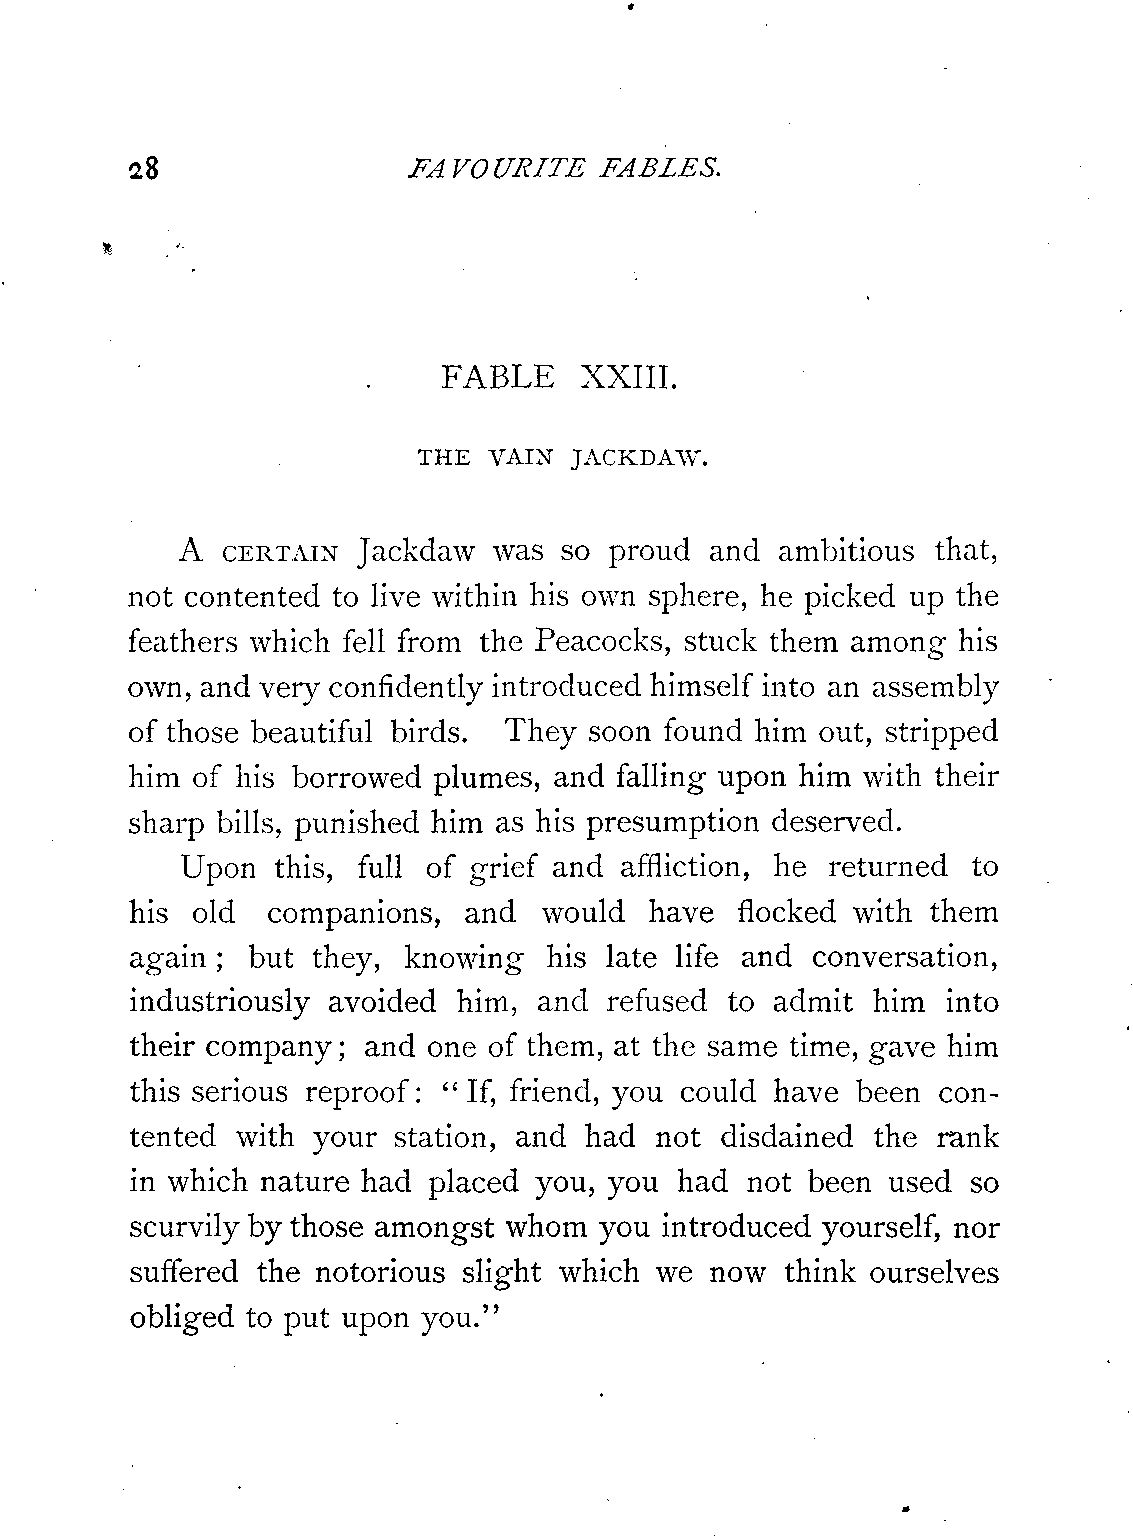 28 FAVOURITE FABLES.
FABLE XXIII.
THE VAIN JACKDAW.
A CERTAIN Jackdaw was so proud and ambitious that,
not contented to live within his own sphere, he picked up the
feathers which fell from the Peacocks, stuck them among his
own, and very confidently introduced himself into an assembly
of those beautiful birds. They soon found him out, stripped
him of his borrowed plumes, and falling upon him with their
sharp bills, punished him as his presumption deserved.
Upon this, full of grief and affliction, he returned to
his old companions, and would have flocked with them
again ; but they, knowing his late life and conversation,
industriously avoided him, and refused to admit him into
their company; and one of them, at the same time, gave him
this serious reproof: “ If, friend, you could have been con-
tented with your station, and had not disdained the rank
in which nature had placed you, you had not been used so
scurvily by those amongst whom you introduced yourself, nor
suffered the notorious slight which we now think ourselves
obliged to put upon you.”